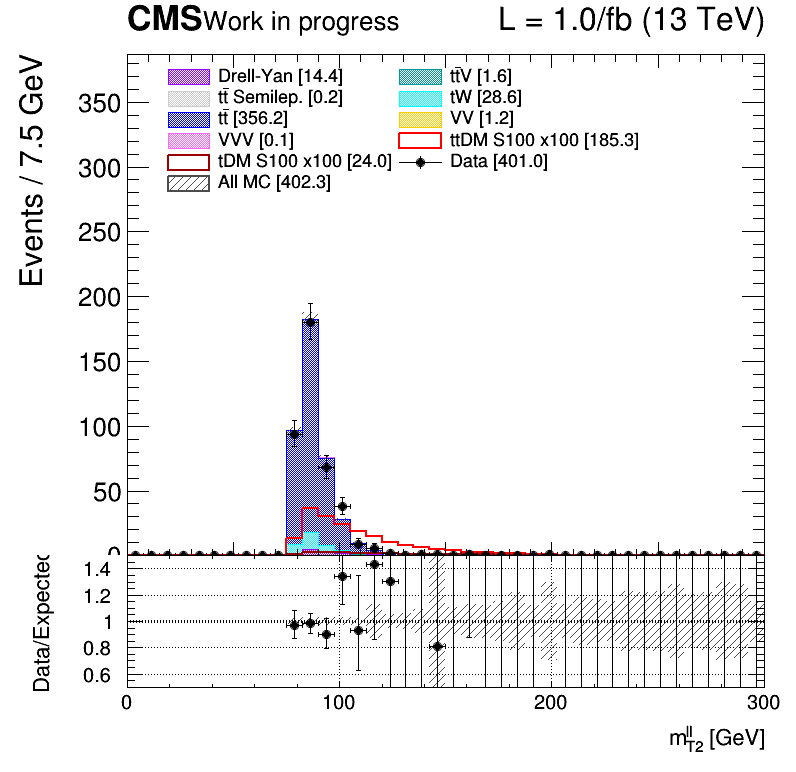 CMS Work in progress L = 1.0/fb (13 TeV)
Events / 7.5 GeV
350
300
250
200
150
100
50
0
Drell-Yan [14.4] tt̄V [1.6]
tt̄ Semilep. [0.2] tW [28.6]
tt̄ [356.2] VV [1.2]
VVV [0.1] ttDM S100 x100 [185.3]
tDM S100 x100 [24.0] Data [401.0]
All MC [402.3]
Data/Expected
1.4
1.2
1
0.8
0.6
0 100 200 300
m^{ll}_{T2} [GeV]